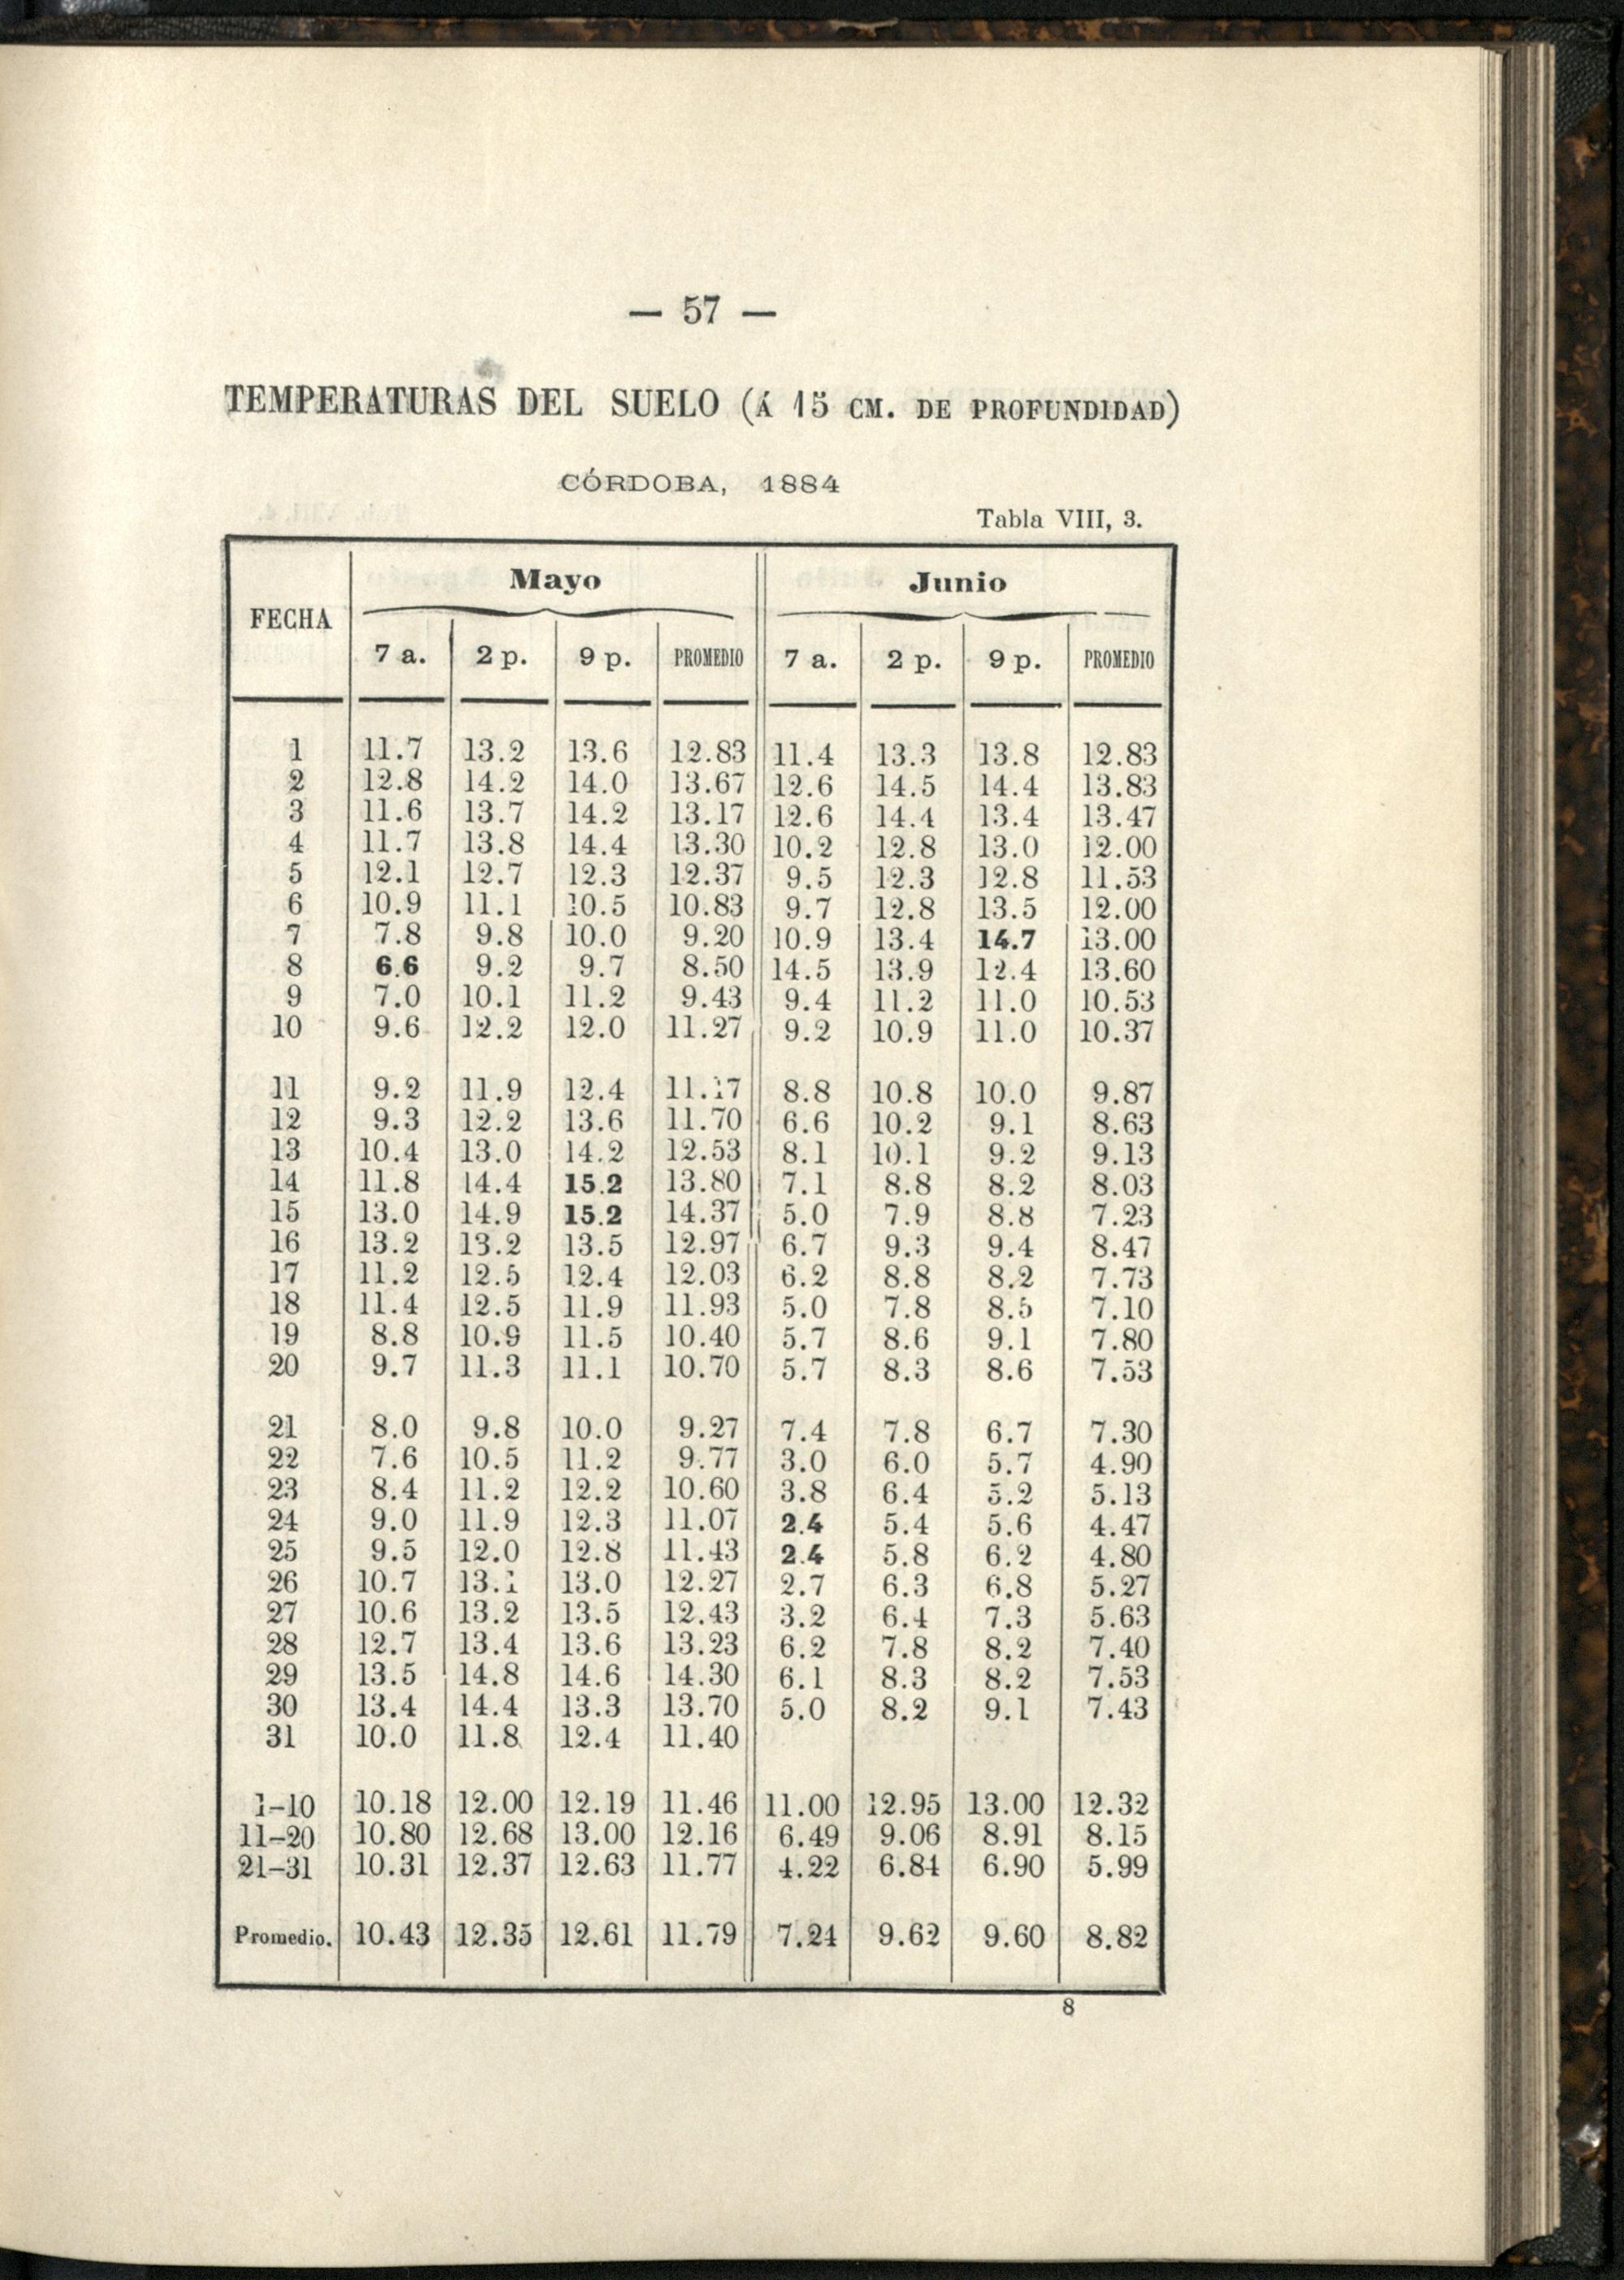 — 57 —
TEMPERATURAS DEL SUELO (Á 15 CM. DE PROFUNDIDAD)
CÓRDOBA, 1884
Tabla VIII, 3.
FECHA Mayo Junio
7 a. 2 p. 9 p. PROMEDIO 7 a. 2 p. 9 p. PROMEDIO
1 11.7 13.2 13.6 12.83 11.4 13.3 13.8 12.83
2 12.8 14.2 14.0 13.67 12.6 14.5 14.4 13.83
3 11.6 13.7 14.2 13.17 12.6 14.4 13.4 13.47
4 11.7 13.8 14.4 13.30 10.2 12.8 13.0 12.00
5 12.1 12.7 12.3 12.37 9.5 12.3 12.8 11.53
6 10.9 11.1 10.5 10.83 9.7 12.8 13.5 12.00
7 7.8 9.8 10.0 9.20 10.9 13.4 14.7 13.00
8 6.6 9.2 9.7 8.50 14.5 13.9 12.4 13.60
9 7.0 10.1 11.2 9.43 9.4 11.2 11.0 10.53
10 9.6 12.2 12.0 11.27 9.2 10.9 11.0 10.37
11 9.2 11.9 12.4 11.17 8.8 10.8 10.0 9.87
12 9.3 12.2 13.6 11.70 6.6 10.2 9.1 8.63
13 10.4 13.0 14.2 12.53 8.1 10.1 9.2 9.13
14 11.8 14.4 15.2 13.80 7.1 8.8 8.2 8.03
15 13.0 14.9 15.2 14.37 5.0 7.9 8.8 7.23
16 13.2 13.2 13.5 12.97 6.7 9.3 9.4 8.47
17 11.2 12.5 12.4 12.03 6.2 8.8 8.2 7.73
18 11.4 12.5 11.9 11.93 5.0 7.8 8.5 7.10
19 8.8 10.9 11.5 10.40 5.7 8.6 9.1 7.80
20 9.7 11.3 11.1 10.70 5.7 8.3 8.6 7.53
21 8.0 9.8 10.0 9.27 7.4 7.8 6.7 7.30
22 7.6 10.5 11.2 9.77 3.0 6.0 5.7 4.90
23 8.4 11.2 12.2 10.60 3.8 6.4 5.2 5.13
24 9.0 11.9 12.3 11.07 2.4 5.4 5.6 4.47
25 9.5 12.0 12.8 11.43 2.4 5.8 6.2 4.80
26 10.7 13.1 13.0 12.27 2.7 6.3 6.8 5.27
27 10.6 13.2 13.5 12.43 3.2 6.4 7.3 5.63
28 12.7 13.4 13.6 13.23 6.2 7.8 8.2 7.40
29 13.5 14.8 14.6 14.30 6.1 8.3 8.2 7.53
30 13.4 14.4 13.3 13.70 5.0 8.2 9.1 7.43
31 10.0 11.8 12.4 11.40
1–10 10.18 12.00 12.19 11.46 11.00 12.95 13.00 12.32
11–20 10.80 12.68 13.00 12.16 6.49 9.06 8.91 8.15
21–31 10.31 12.37 12.63 11.77 4.22 6.84 6.90 5.99
Promedio. 10.43 12.35 12.61 11.79 7.24 9.62 9.60 8.82
8